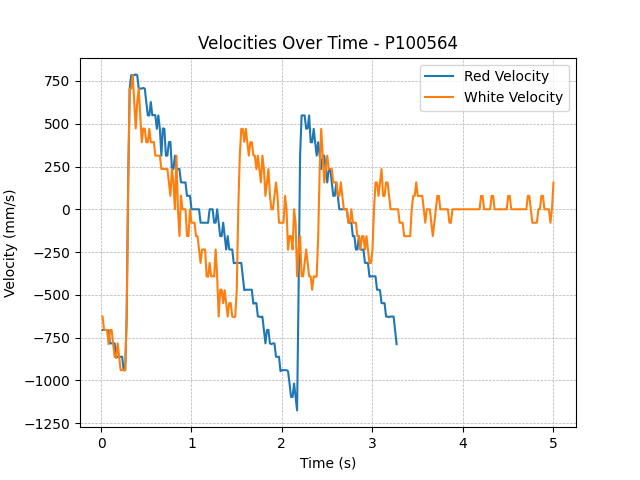 Velocities Over Time - P100564
Red Velocity
White Velocity
Velocity (mm/s)
750
500
250
0
−250
−500
−750
−1000
−1250
0 1 2 3 4 5
Time (s)